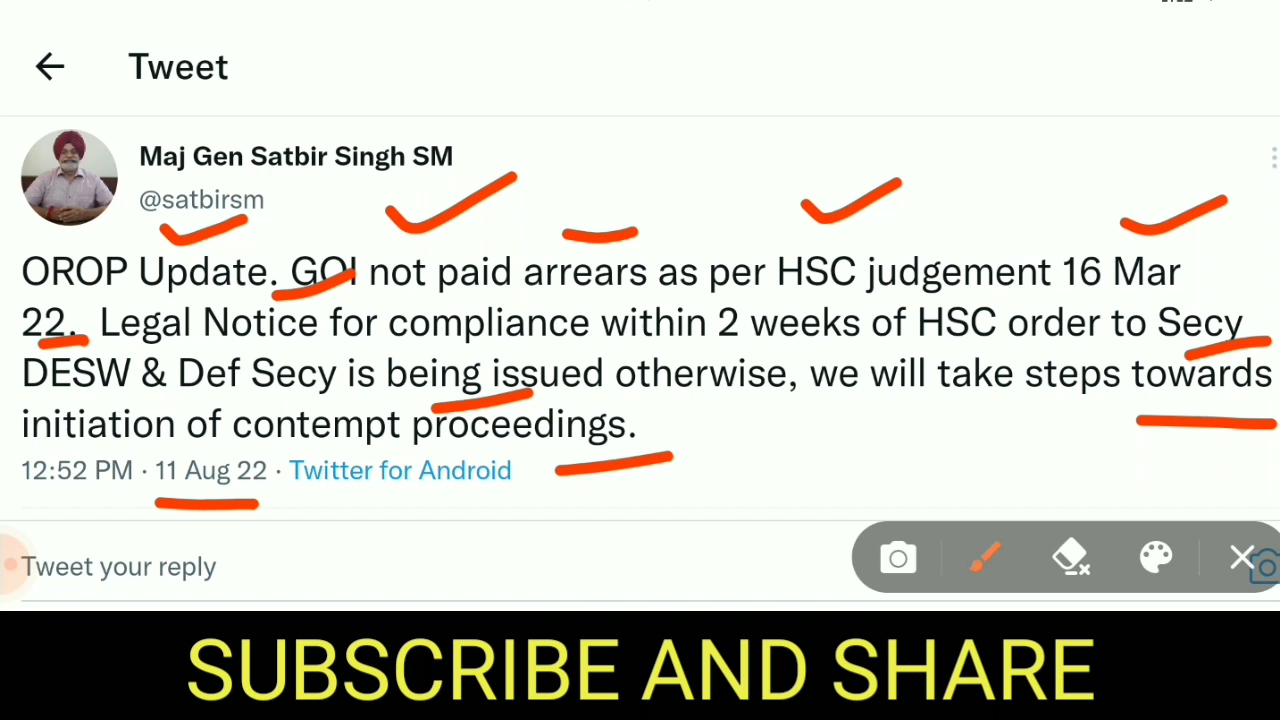 Tweet
Maj Gen Satbir Singh SM
@satbirsm
OROP Update. GOI not paid arrears as per HSC judgement 16 Mar
22. Legal Notice for compliance within 2 weeks of HSC order to Secy
DESW & Def Secy is being issued otherwise, we will take steps towards
initiation of contempt proceedings.
12:52 PM · 11 Aug 22 · Twitter for Android
Tweet your reply
SUBSCRIBE AND SHARE